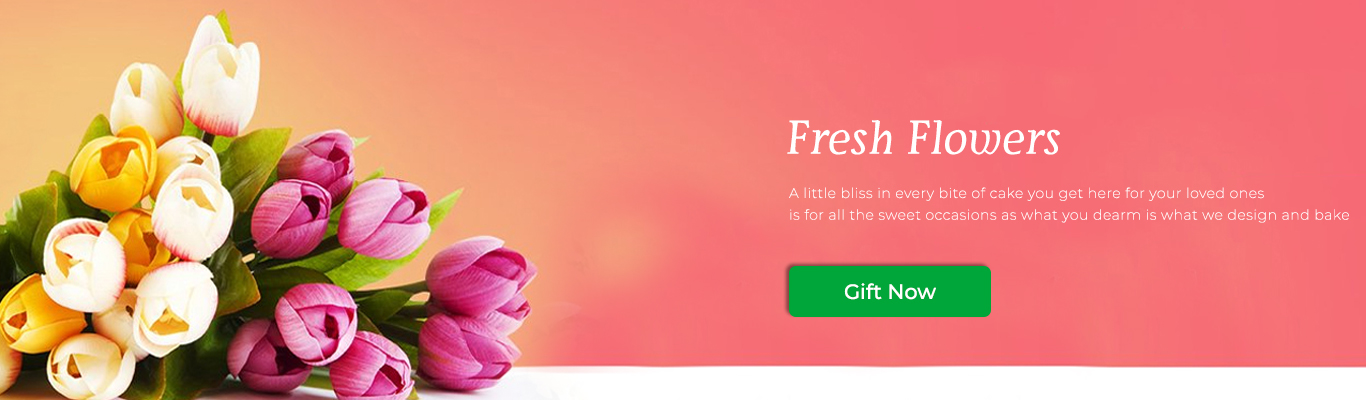 Fresh Flowers
A little bliss in every bite of cake you get here for your loved ones
is for all the sweet occasions as what you dearm is what we design and bake
Gift Now